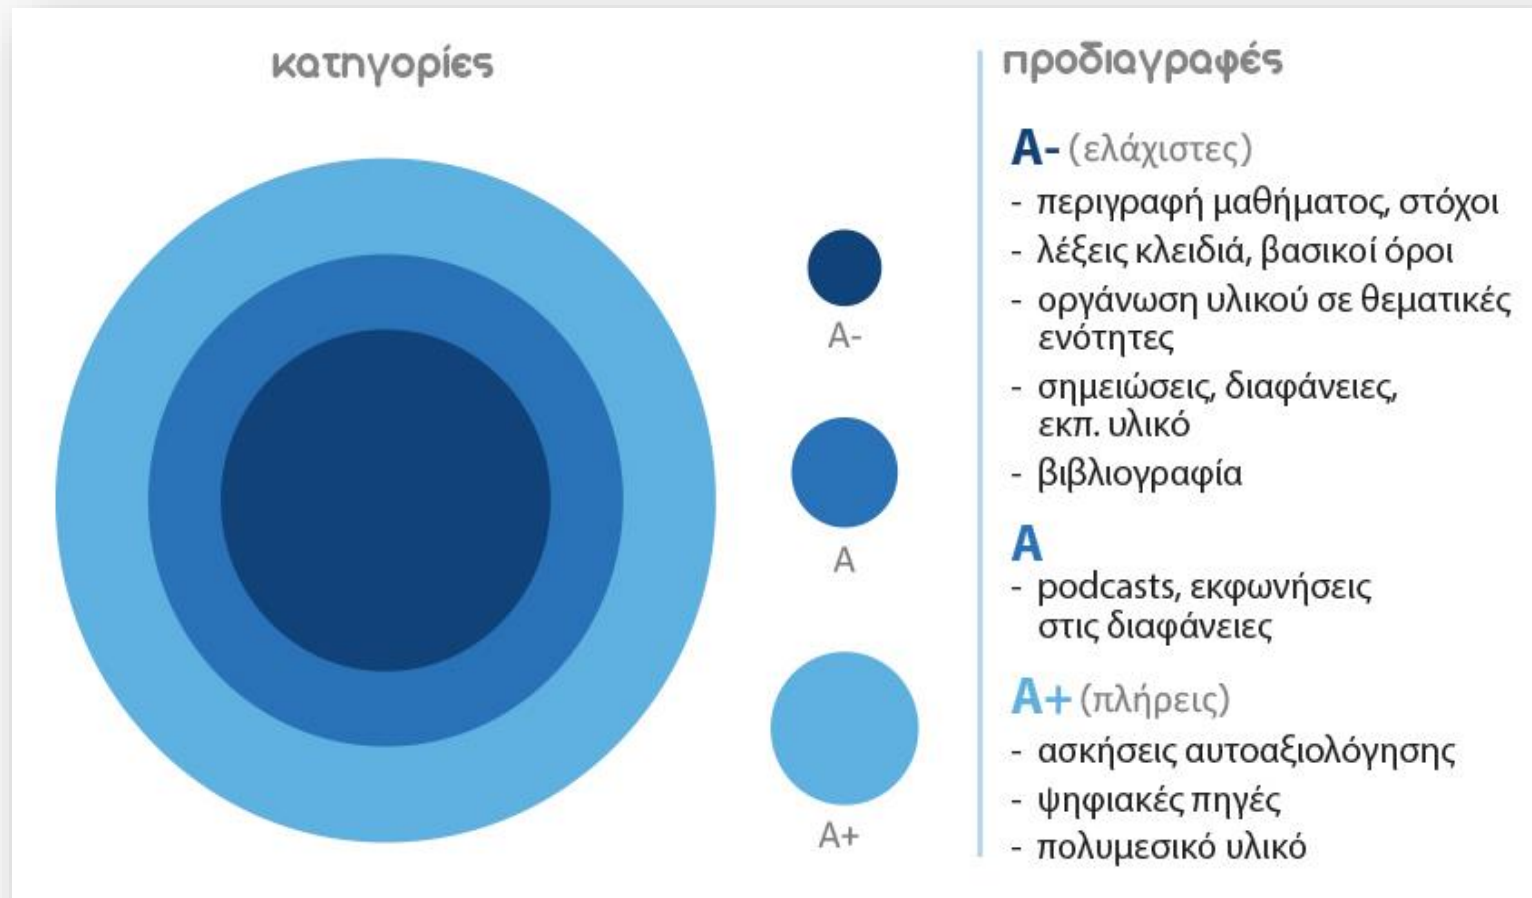 κατηγορίες
A-
A
A+
προδιαγραφές
A- (ελάχιστες)
- περιγραφή μαθήματος, στόχοι
- λέξεις κλειδιά, βασικοί όροι
- οργάνωση υλικού σε θεματικές
ενότητες
- σημειώσεις, διαφάνειες,
εκπ. υλικό
- βιβλιογραφία
A
- podcasts, εκφωνήσεις
στις διαφάνειες
A+ (πλήρεις)
- ασκήσεις αυτοαξιολόγησης
- ψηφιακές πηγές
- πολυμεσικό υλικό